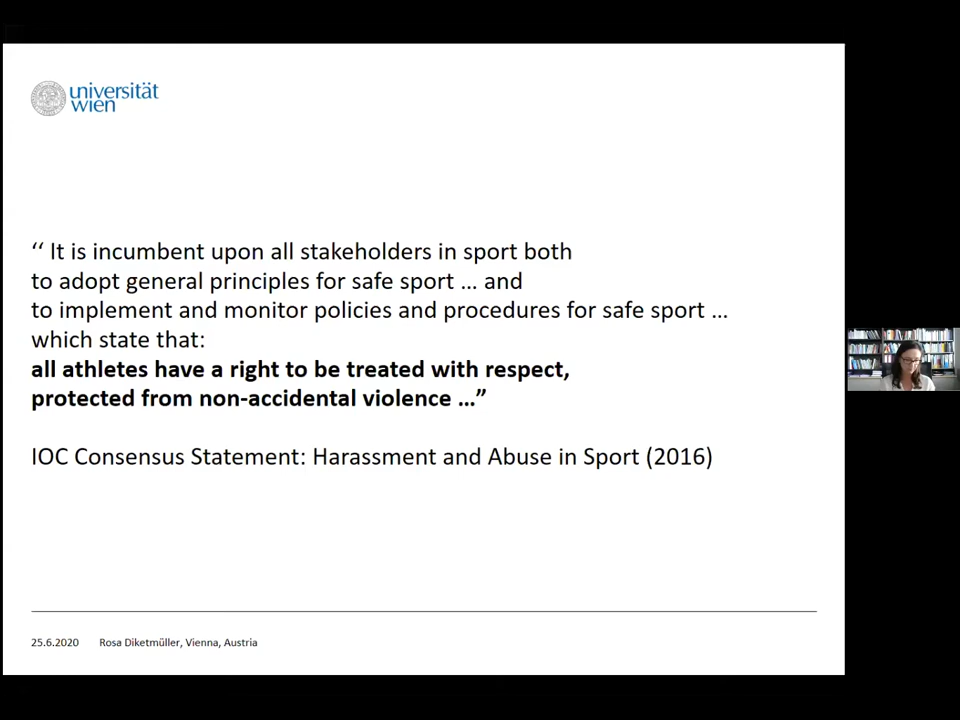 universität
wien
‘‘ It is incumbent upon all stakeholders in sport both
to adopt general principles for safe sport … and
to implement and monitor policies and procedures for safe sport …
which state that:
all athletes have a right to be treated with respect,
protected from non-accidental violence …”
IOC Consensus Statement: Harassment and Abuse in Sport (2016)
25.6.2020 Rosa Diketmüller, Vienna, Austria